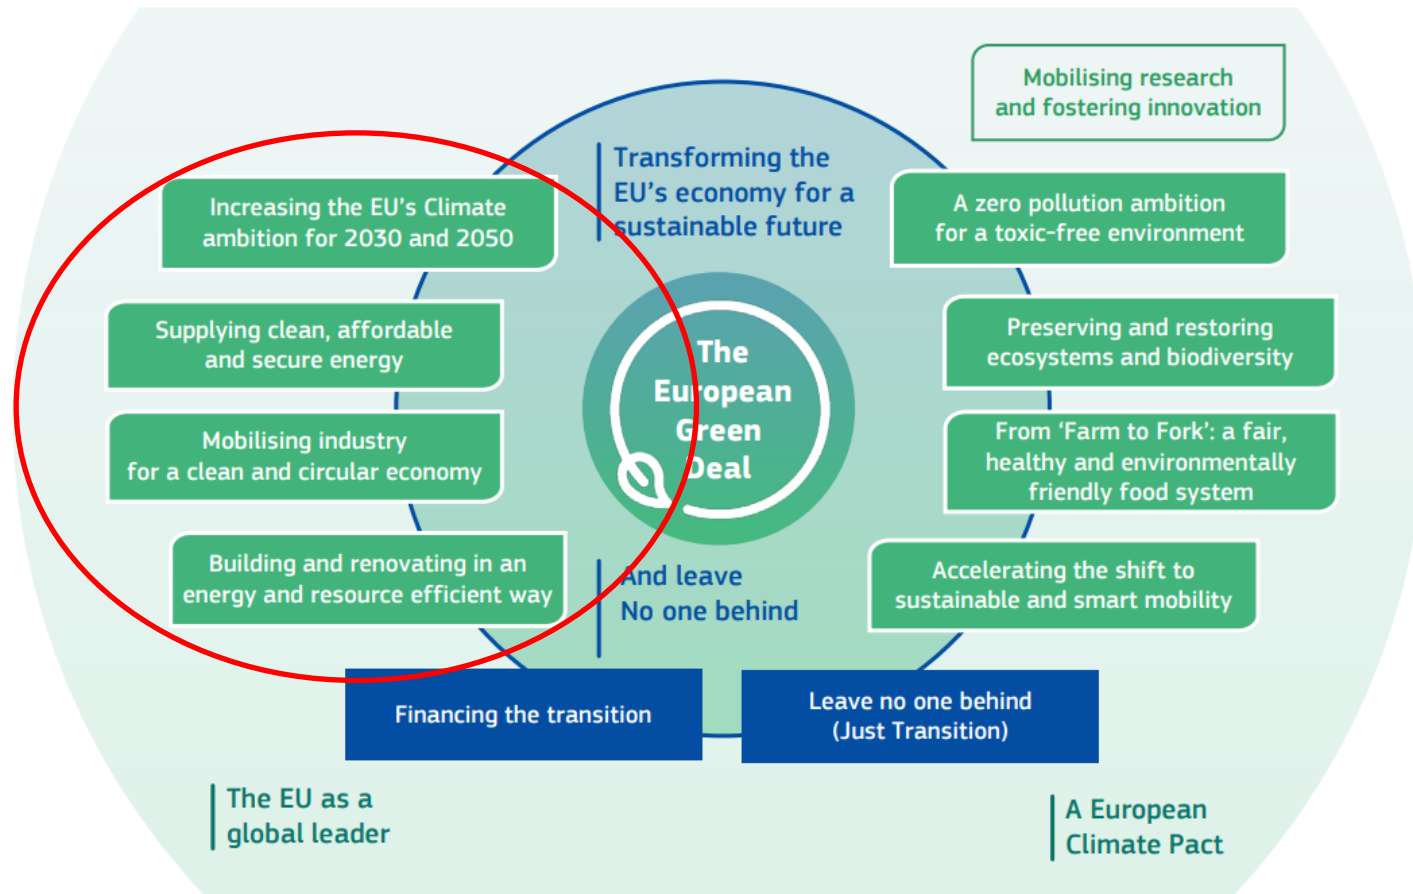 Mobilising research
and fostering innovation
Transforming the
EU's economy for a
sustainable future
Increasing the EU's Climate
ambition for 2030 and 2050
Supplying clean, affordable
and secure energy
Mobilising industry
for a clean and circular economy
Building and renovating in an
energy and resource efficient way
The
European
Green
Deal
A zero pollution ambition
for a toxic-free environment
Preserving and restoring
ecosystems and biodiversity
From ‘Farm to Fork’: a fair,
healthy and environmentally
friendly food system
Accelerating the shift to
sustainable and smart mobility
And leave
No one behind
Financing the transition
Leave no one behind
(Just Transition)
The EU as a
global leader
A European
Climate Pact